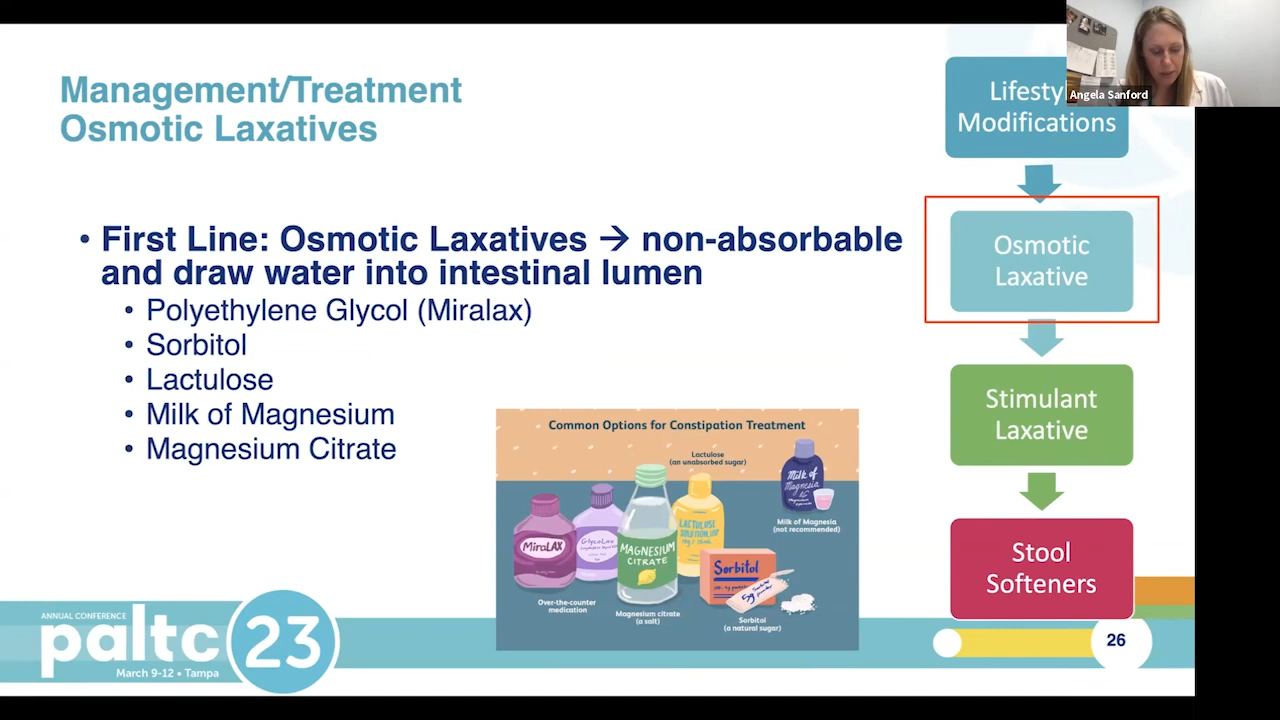 Angela Sanford
Management/Treatment
Osmotic Laxatives
• First Line: Osmotic Laxatives → non-absorbable
and draw water into intestinal lumen
• Polyethylene Glycol (Miralax)
• Sorbitol
• Lactulose
• Milk of Magnesium
• Magnesium Citrate
Common Options for Constipation Treatment
Lactulose
(an unabsorbed sugar)
MiraLAX
GlycoLax
MAGNESIUM
CITRATE
LACTULOSE
Milk of
Magnesia
Sorbitol
Over-the-counter
medication
Magnesium citrate
(a salt)
Sorbitol
(a natural sugar)
Milk of Magnesia
(not recommended)
Modifications
Osmotic
Laxative
Stimulant
Laxative
Stool
Softeners
ANNUAL CONFERENCE
paltc 23
March 9-12 • Tampa
26